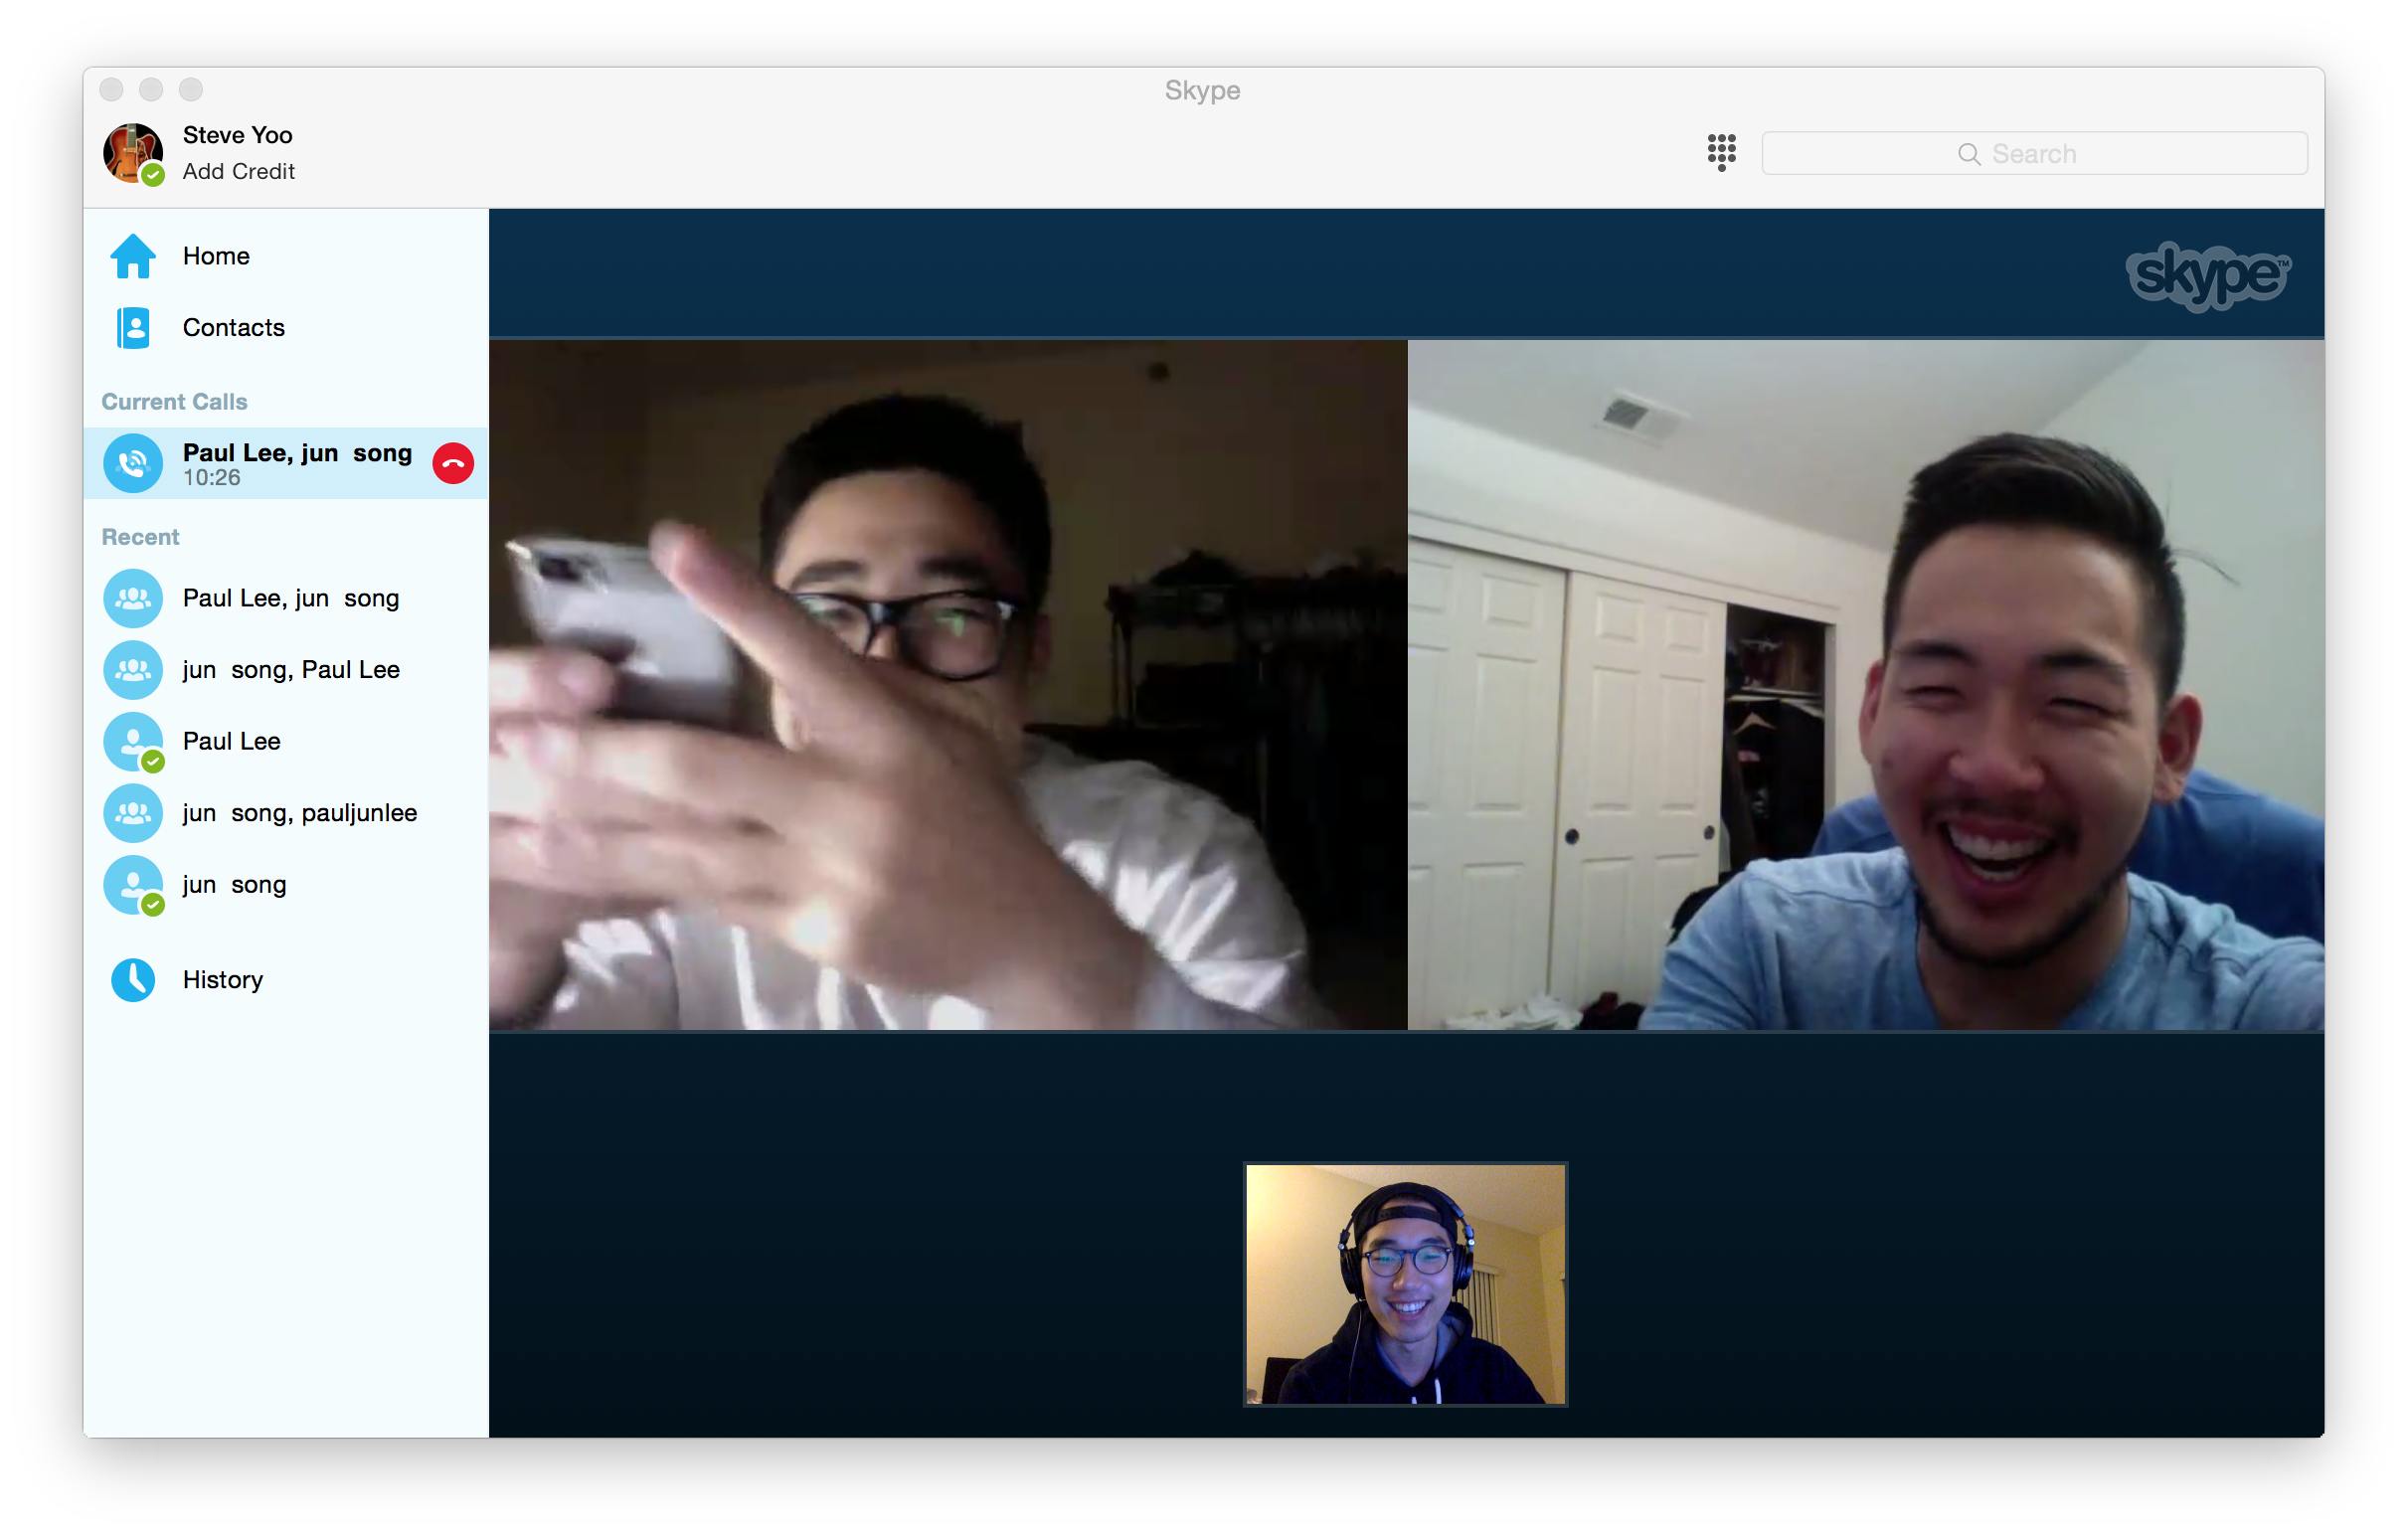 Skype
Steve Yoo
Add Credit
Search
Home
Contacts
skype™
Current Calls
Paul Lee, jun  song
10:26
Recent
Paul Lee, jun  song
jun  song, Paul Lee
Paul Lee
jun  song, pauljunlee
jun  song
History